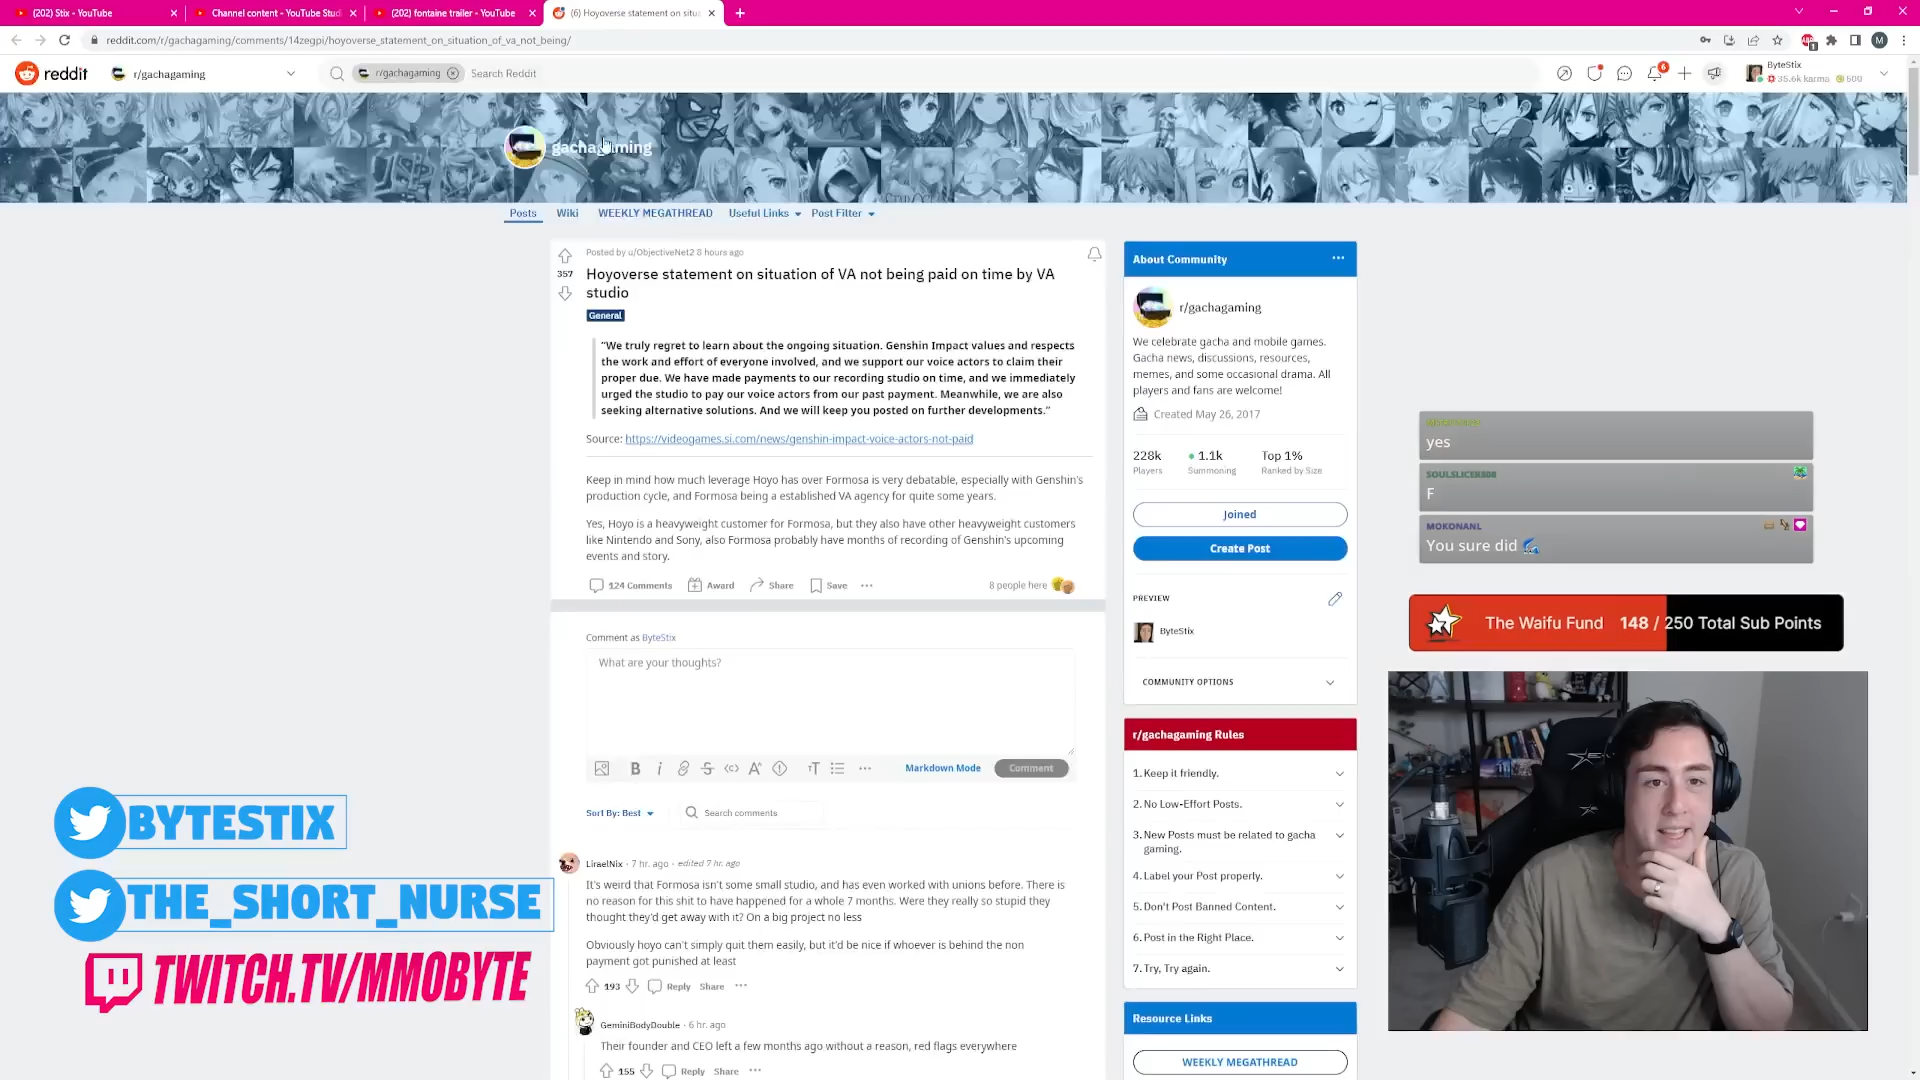 (202) Stix - YouTube
Channel content - YouTube Studi
(202) fontaine trailer - YouTube
(6) Hoyoverse statement on situa
reddit.com/r/gachagaming/comments/14zegpi/hoyoverse_statement_on_situation_of_va_not_being/
reddit
r/gachagaming
r/gachagaming
Search Reddit
6
ByteStix
35.6k karma
500
gachagaming
Posts
Wiki
WEEKLY MEGATHREAD
Useful Links
Post Filter
Posted by u/ObjectiveNet2 8 hours ago
357
Hoyoverse statement on situation of VA not being paid on time by VA
studio
General
“We truly regret to learn about the ongoing situation. Genshin Impact values and respects
the work and effort of everyone involved, and we support our voice actors to claim their
proper due. We have made payments to our recording studio on time, and we immediately
urged the studio to pay our voice actors from our past payment. Meanwhile, we are also
seeking alternative solutions. And we will keep you posted on further developments.”
Source: https://videogames.si.com/news/genshin-impact-voice-actors-not-paid
Keep in mind how much leverage Hoyo has over Formosa is very debatable, especially with Genshin's
production cycle, and Formosa being a established VA agency for quite some years.
Yes, Hoyo is a heavyweight customer for Formosa, but they also have other heavyweight customers
like Nintendo and Sony, also Formosa probably have months of recording of Genshin's upcoming
events and story.
124 Comments
Award
Share
Save
8 people here
Comment as ByteStix
What are your thoughts?
Markdown Mode
Comment
Sort By: Best
Search comments
LiraelNix · 7 hr. ago · edited 7 hr. ago
It's weird that Formosa isn't some small studio, and has even worked with unions before. There is
no reason for this shit to have happened for a whole 7 months. Were they really so stupid they
thought they'd get away with it? On a big project no less
Obviously hoyo can't simply quit them easily, but it'd be nice if whoever is behind the non
payment got punished at least
193
Reply
Share
GeminiBodyDouble · 6 hr. ago
Their founder and CEO left a few months ago without a reason, red flags everywhere
155
Reply
Share
About Community
r/gachagaming
We celebrate gacha and mobile games.
Gacha news, discussions, resources,
memes, and some occasional drama. All
players and fans are welcome!
Created May 26, 2017
228k
Players
1.1k
Summoning
Top 1%
Ranked by Size
Joined
Create Post
PREVIEW
ByteStix
COMMUNITY OPTIONS
r/gachagaming Rules
1. Keep it friendly.
2. No Low-Effort Posts.
3. New Posts must be related to gacha
gaming.
4. Label your Post properly.
5. Don't Post Banned Content.
6. Post in the Right Place.
7. Try, Try again.
Resource Links
WEEKLY MEGATHREAD
yes
SOULSLICER808
F
MOKONANL
You sure did
The Waifu Fund 148 / 250 Total Sub Points
BYTESTIX
THE_SHORT_NURSE
TWITCH.TV/MMOBYTE